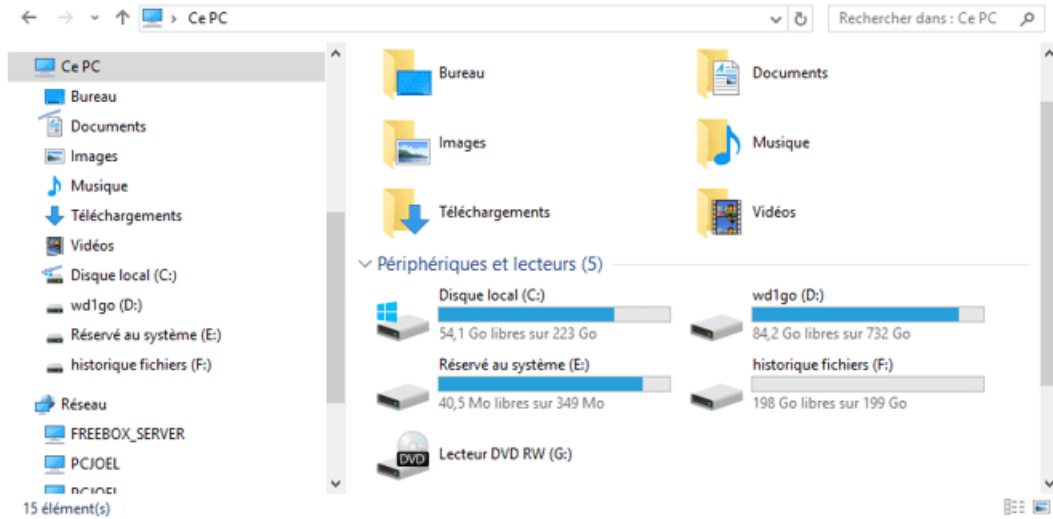 Ce PC
Rechercher dans : Ce PC
Ce PC
Bureau
Documents
Images
Musique
Téléchargements
Vidéos
Disque local (C:)
wd1go (D:)
Réservé au système (E:)
historique fichiers (F:)
Réseau
FREEBOX_SERVER
PCJOEL
PCJOEL
15 élément(s)
Bureau
Documents
Images
Musique
Téléchargements
Vidéos
Périphériques et lecteurs (5)
Disque local (C:)
54,1 Go libres sur 223 Go
wd1go (D:)
84,2 Go libres sur 732 Go
Réservé au système (E:)
40,5 Mo libres sur 349 Mo
historique fichiers (F:)
198 Go libres sur 199 Go
DVD
Lecteur DVD RW (G:)